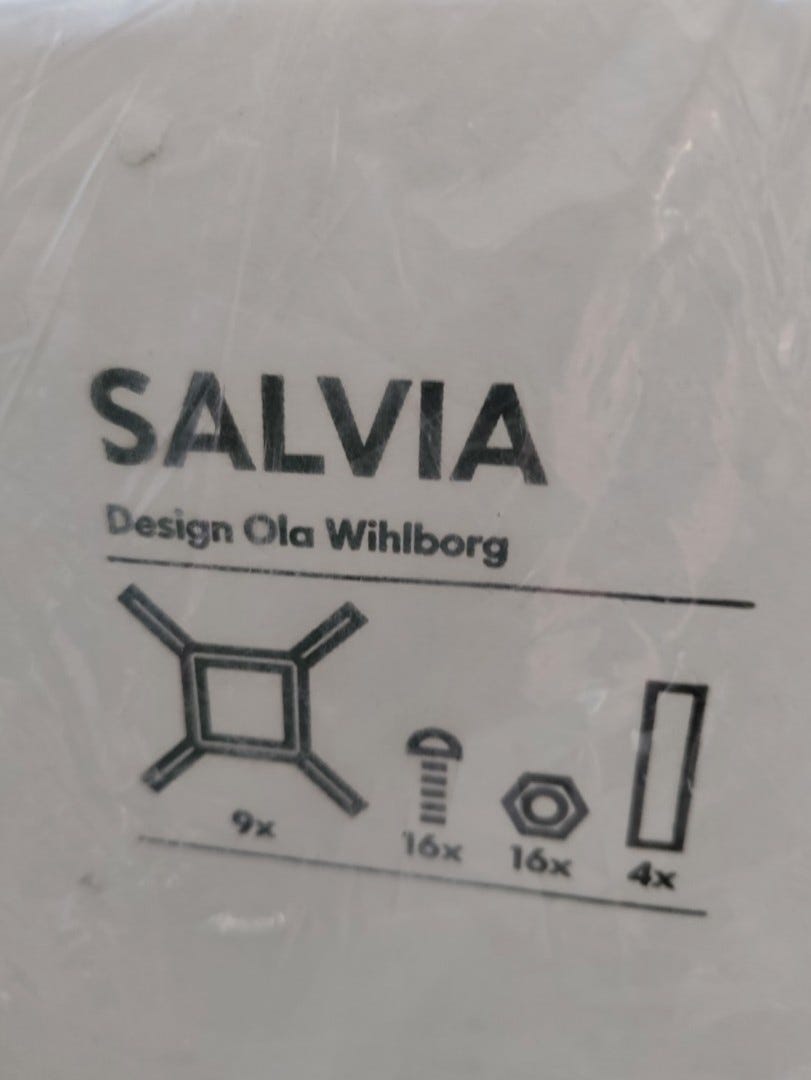 SALVIA
Design Ola Wihlborg
9x 16x 16x 4x